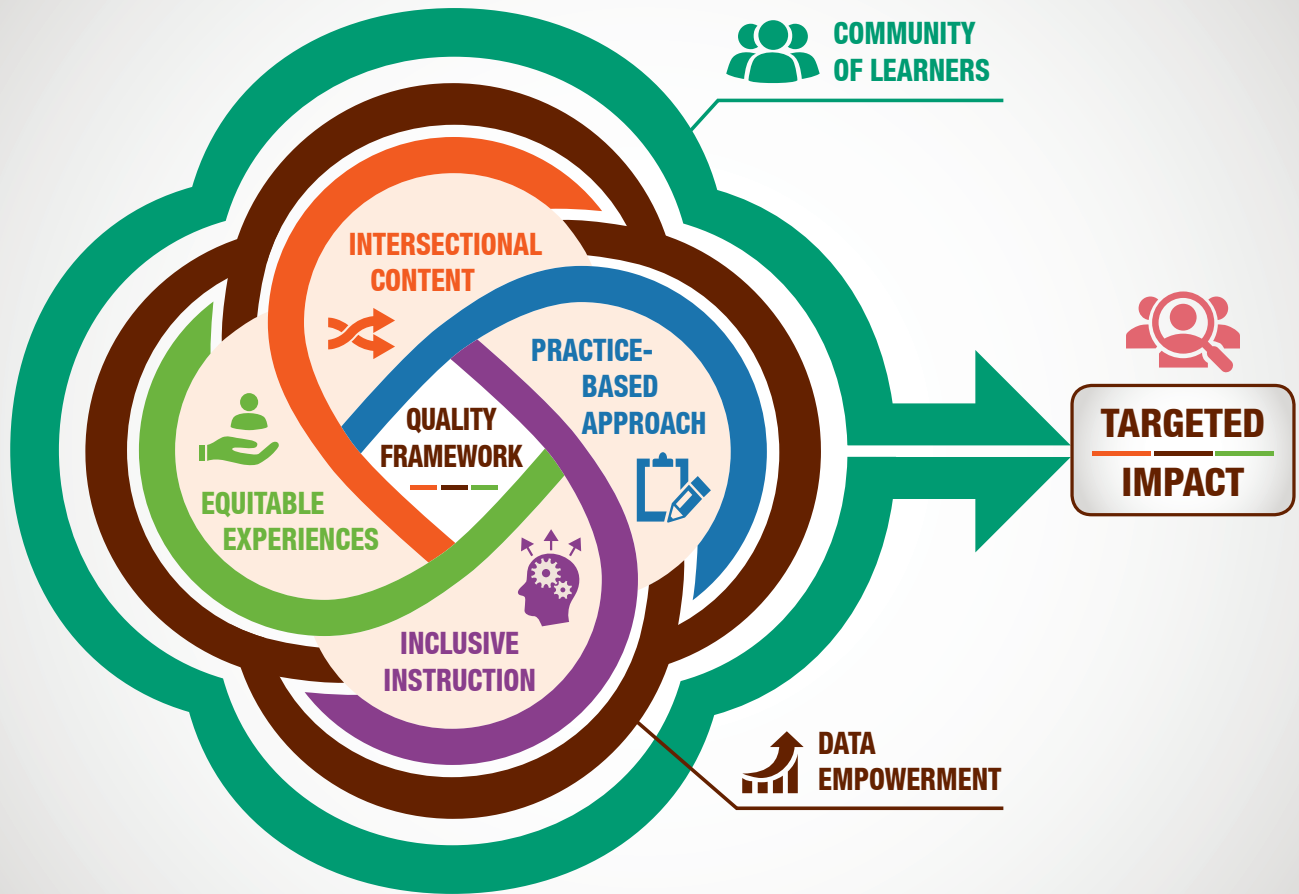 COMMUNITY
OF LEARNERS
INTERSECTIONAL
CONTENT
PRACTICE-
BASED
APPROACH
QUALITY
FRAMEWORK
EQUITABLE
EXPERIENCES
INCLUSIVE
INSTRUCTION
TARGETED
IMPACT
DATA
EMPOWERMENT